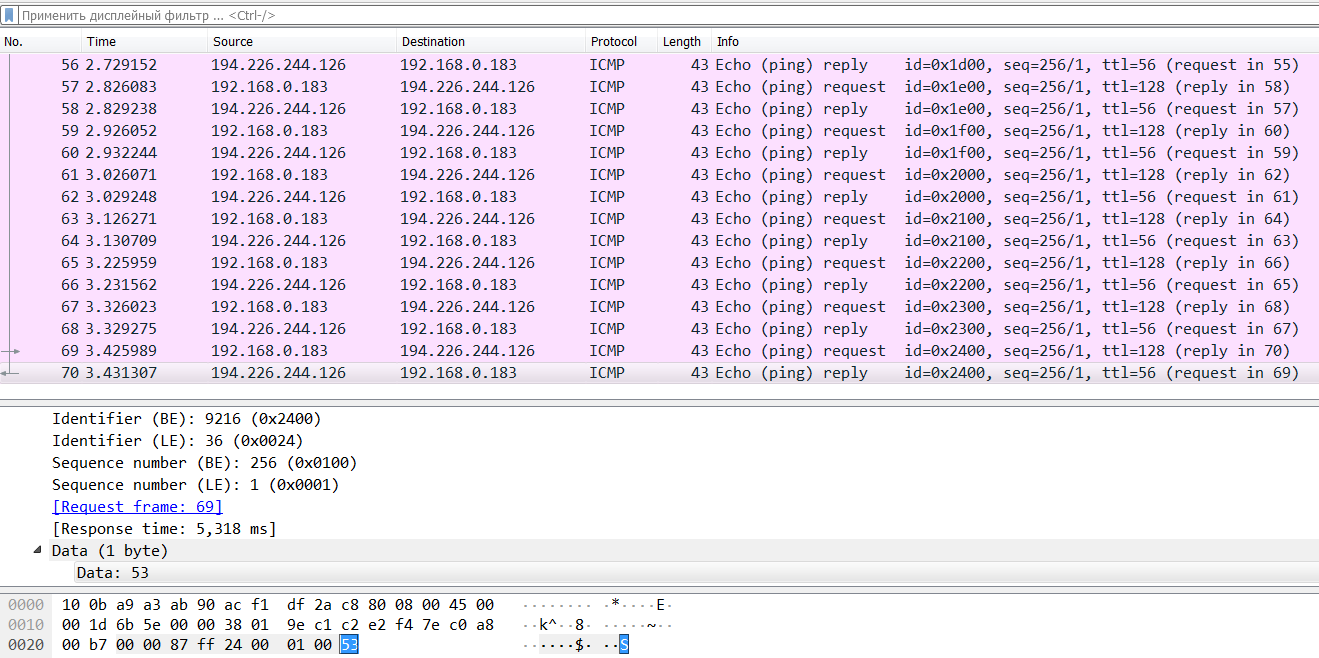 Применить дисплейный фильтр ... <Ctrl-/>
No. Time Source Destination Protocol Length Info
56 2.729152 194.226.244.126 192.168.0.183 ICMP 43 Echo (ping) reply id=0x1d00, seq=256/1, ttl=56 (request in 55)
57 2.826083 192.168.0.183 194.226.244.126 ICMP 43 Echo (ping) request id=0x1e00, seq=256/1, ttl=128 (reply in 58)
58 2.829238 194.226.244.126 192.168.0.183 ICMP 43 Echo (ping) reply id=0x1e00, seq=256/1, ttl=56 (request in 57)
59 2.926052 192.168.0.183 194.226.244.126 ICMP 43 Echo (ping) request id=0x1f00, seq=256/1, ttl=128 (reply in 60)
60 2.932244 194.226.244.126 192.168.0.183 ICMP 43 Echo (ping) reply id=0x1f00, seq=256/1, ttl=56 (request in 59)
61 3.026071 192.168.0.183 194.226.244.126 ICMP 43 Echo (ping) request id=0x2000, seq=256/1, ttl=128 (reply in 62)
62 3.029248 194.226.244.126 192.168.0.183 ICMP 43 Echo (ping) reply id=0x2000, seq=256/1, ttl=56 (request in 61)
63 3.126271 192.168.0.183 194.226.244.126 ICMP 43 Echo (ping) request id=0x2100, seq=256/1, ttl=128 (reply in 64)
64 3.130709 194.226.244.126 192.168.0.183 ICMP 43 Echo (ping) reply id=0x2100, seq=256/1, ttl=56 (request in 63)
65 3.225959 192.168.0.183 194.226.244.126 ICMP 43 Echo (ping) request id=0x2200, seq=256/1, ttl=128 (reply in 66)
66 3.231562 194.226.244.126 192.168.0.183 ICMP 43 Echo (ping) reply id=0x2200, seq=256/1, ttl=56 (request in 65)
67 3.326023 192.168.0.183 194.226.244.126 ICMP 43 Echo (ping) request id=0x2300, seq=256/1, ttl=128 (reply in 68)
68 3.329275 194.226.244.126 192.168.0.183 ICMP 43 Echo (ping) reply id=0x2300, seq=256/1, ttl=56 (request in 67)
69 3.425989 192.168.0.183 194.226.244.126 ICMP 43 Echo (ping) request id=0x2400, seq=256/1, ttl=128 (reply in 70)
70 3.431307 194.226.244.126 192.168.0.183 ICMP 43 Echo (ping) reply id=0x2400, seq=256/1, ttl=56 (request in 69)
Identifier (BE): 9216 (0x2400)
Identifier (LE): 36 (0x0024)
Sequence number (BE): 256 (0x0100)
Sequence number (LE): 1 (0x0001)
[Request frame: 69]
[Response time: 5,318 ms]
Data (1 byte)
Data: 53
0000 10 0b a9 a3 ab 90 ac f1 df 2a c8 80 08 00 45 00 ········ ·*····E·
0010 00 1d 6b 5e 00 00 38 01 9e c1 c2 e2 f4 7e c0 a8 ··k^··8· ·····~··
0020 00 b7 00 00 87 ff 24 00 01 00 53 ······$· ··S